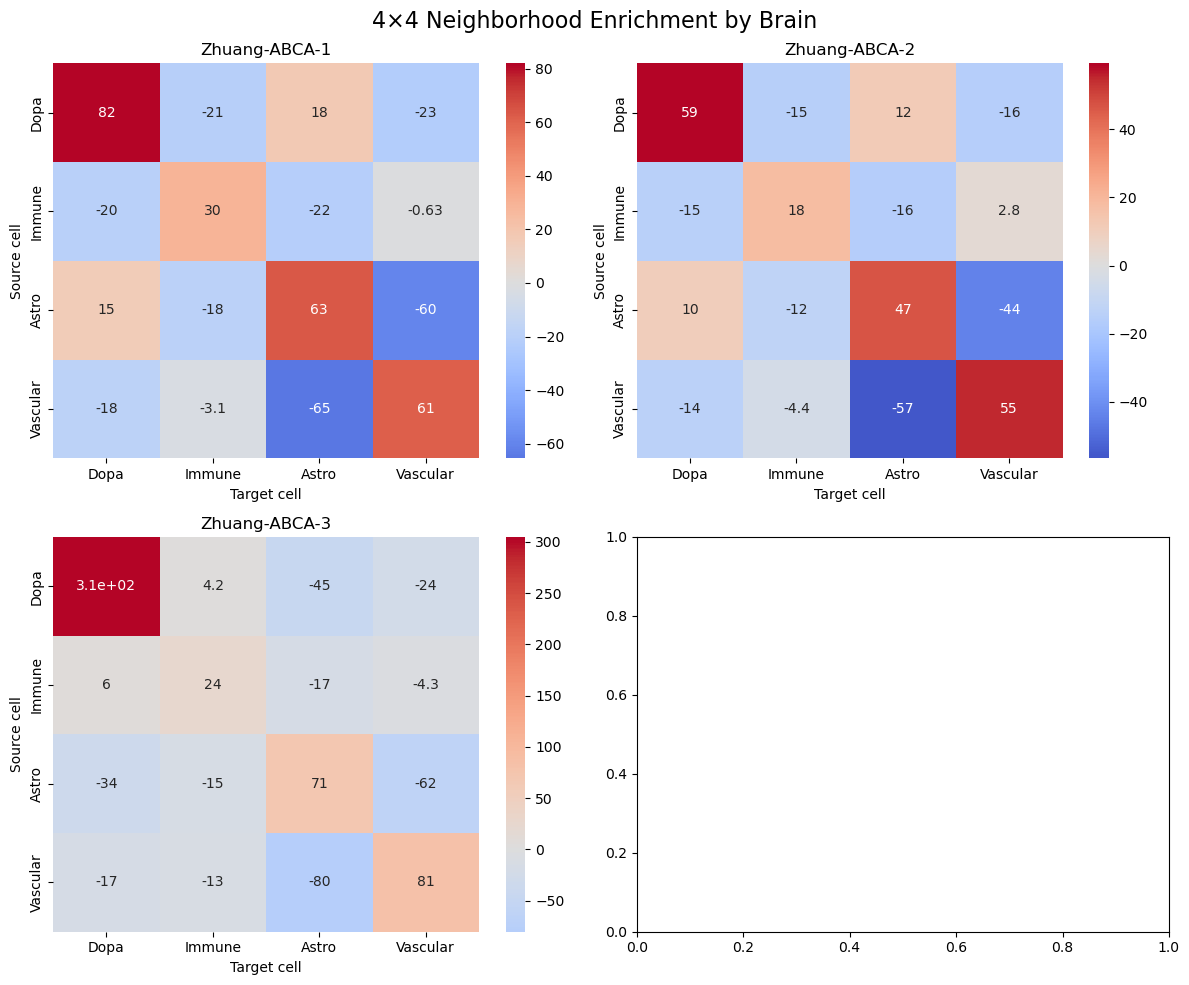 4×4 Neighborhood Enrichment by Brain
Zhuang-ABCA-1
Source cell
Dopa
Immune
Astro
Vascular
82 -21 18 -23
-20 30 -22 -0.63
15 -18 63 -60
-18 -3.1 -65 61
Dopa Immune Astro Vascular
Target cell
80
60
40
20
0
−20
−40
−60
Zhuang-ABCA-2
Source cell
Dopa
Immune
Astro
Vascular
59 -15 12 -16
-15 18 -16 2.8
10 -12 47 -44
-14 -4.4 -57 55
Dopa Immune Astro Vascular
Target cell
40
20
0
−20
−40
Zhuang-ABCA-3
Source cell
Dopa
Immune
Astro
Vascular
3.1e+02 4.2 -45 -24
6 24 -17 -4.3
-34 -15 71 -62
-17 -13 -80 81
Dopa Immune Astro Vascular
Target cell
300
250
200
150
100
50
0
−50
1.0
0.8
0.6
0.4
0.2
0.0
0.0 0.2 0.4 0.6 0.8 1.0